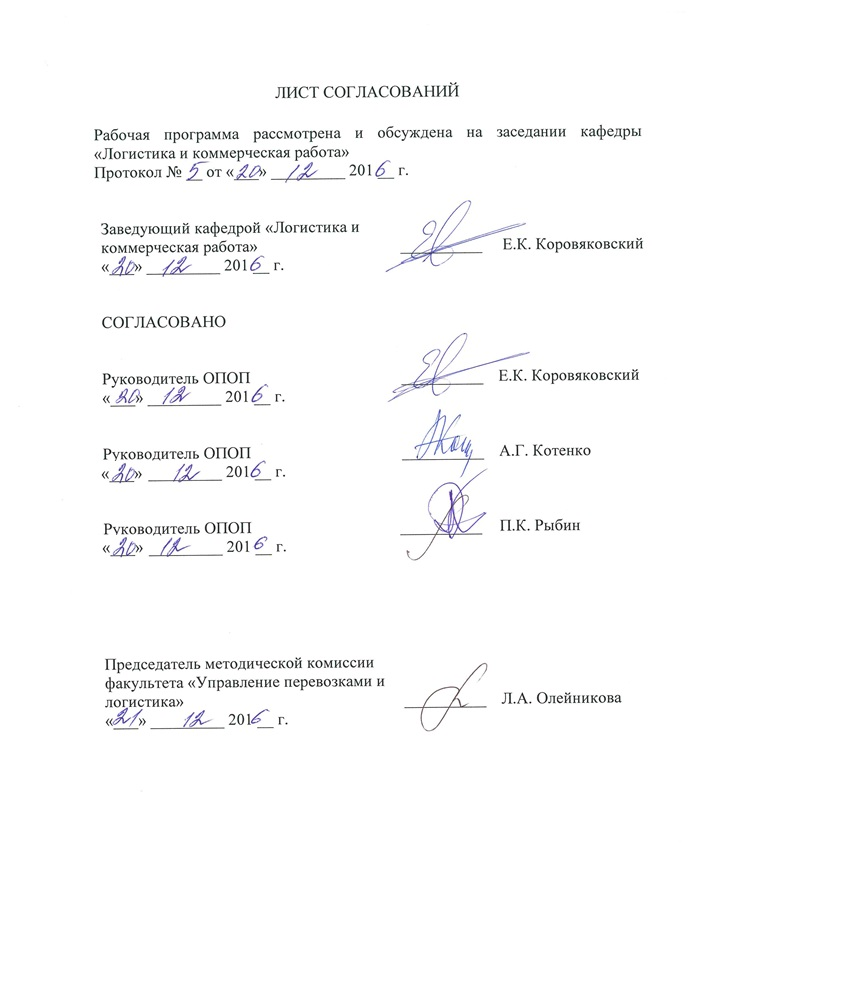 ЛИСТ СОГЛАСОВАНИЙ
Рабочая программа рассмотрена и обсуждена на заседании кафедры
«Логистика и коммерческая работа»
Протокол № 5 от «20» 12 2016 г.
Заведующий кафедрой «Логистика и
коммерческая работа» Е.К. Коровяковский
«20» 12 2016 г.
СОГЛАСОВАНО
Руководитель ОПОП Е.К. Коровяковский
«20» 12 2016 г.
Руководитель ОПОП А.Г. Котенко
«20» 12 2016 г.
Руководитель ОПОП П.К. Рыбин
«20» 12 2016 г.
Председатель методической комиссии
факультета «Управление перевозками и
логистика» Л.А. Олейникова
«21» 12 2016 г.